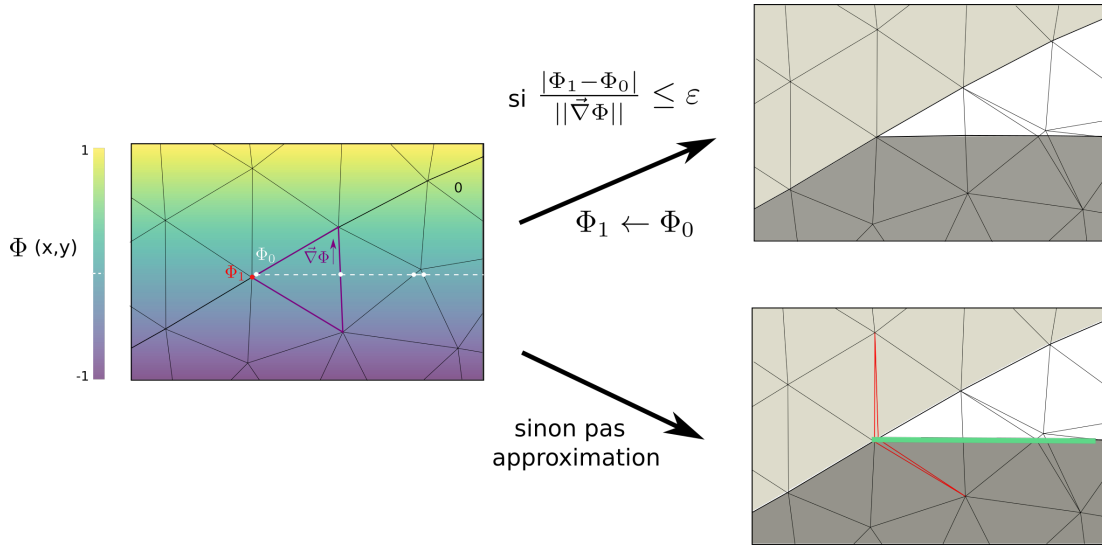 si |Φ₁−Φ₀| / ||∇⃗Φ|| ≤ ε
1
0
Φ (x,y)
Φ₀
∇⃗Φ
Φ₁
-1
Φ₁ ← Φ₀
sinon pas
approximation